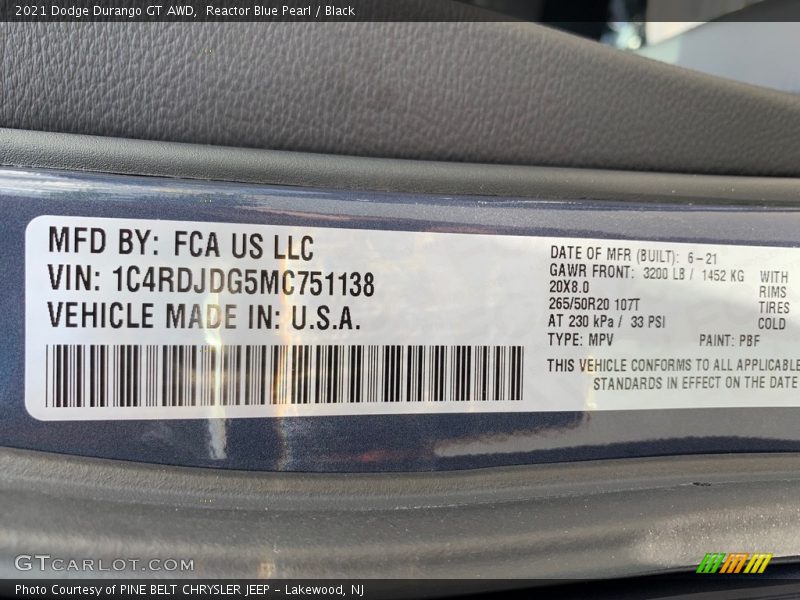 2021 Dodge Durango GT AWD,  Reactor Blue Pearl / Black
MFD BY: FCA US LLC
VIN: 1C4RDJDG5MC751138
VEHICLE MADE IN: U.S.A.
DATE OF MFR (BUILT): 6-21
GAWR FRONT: 3200 LB / 1452 KG WITH
20X8.0 RIMS
265/50R20 107T TIRES
AT 230 kPa / 33 PSI COLD
TYPE: MPV PAINT: PBF
THIS VEHICLE CONFORMS TO ALL APPLICABLE
STANDARDS IN EFFECT ON THE DATE
GTCARLOT.COM
Photo Courtesy of PINE BELT CHRYSLER JEEP - Lakewood, NJ